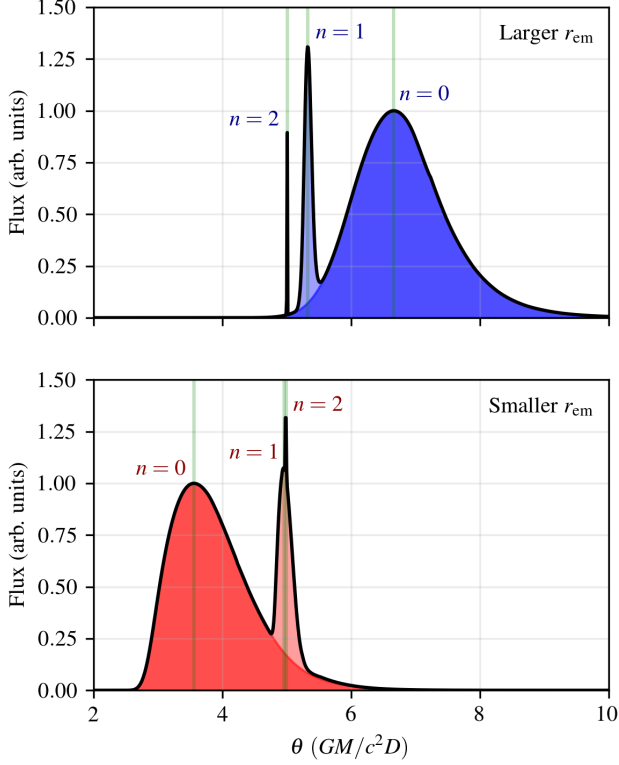 1.50
1.25
1.00
0.75
0.50
0.25
0.00
Flux (arb. units)
n = 2
n = 1
n = 0
Larger r_em
1.50
1.25
1.00
0.75
0.50
0.25
0.00
Flux (arb. units)
n = 0
n = 1
n = 2
Smaller r_em
2 4 6 8 10
θ (GM/c²D)